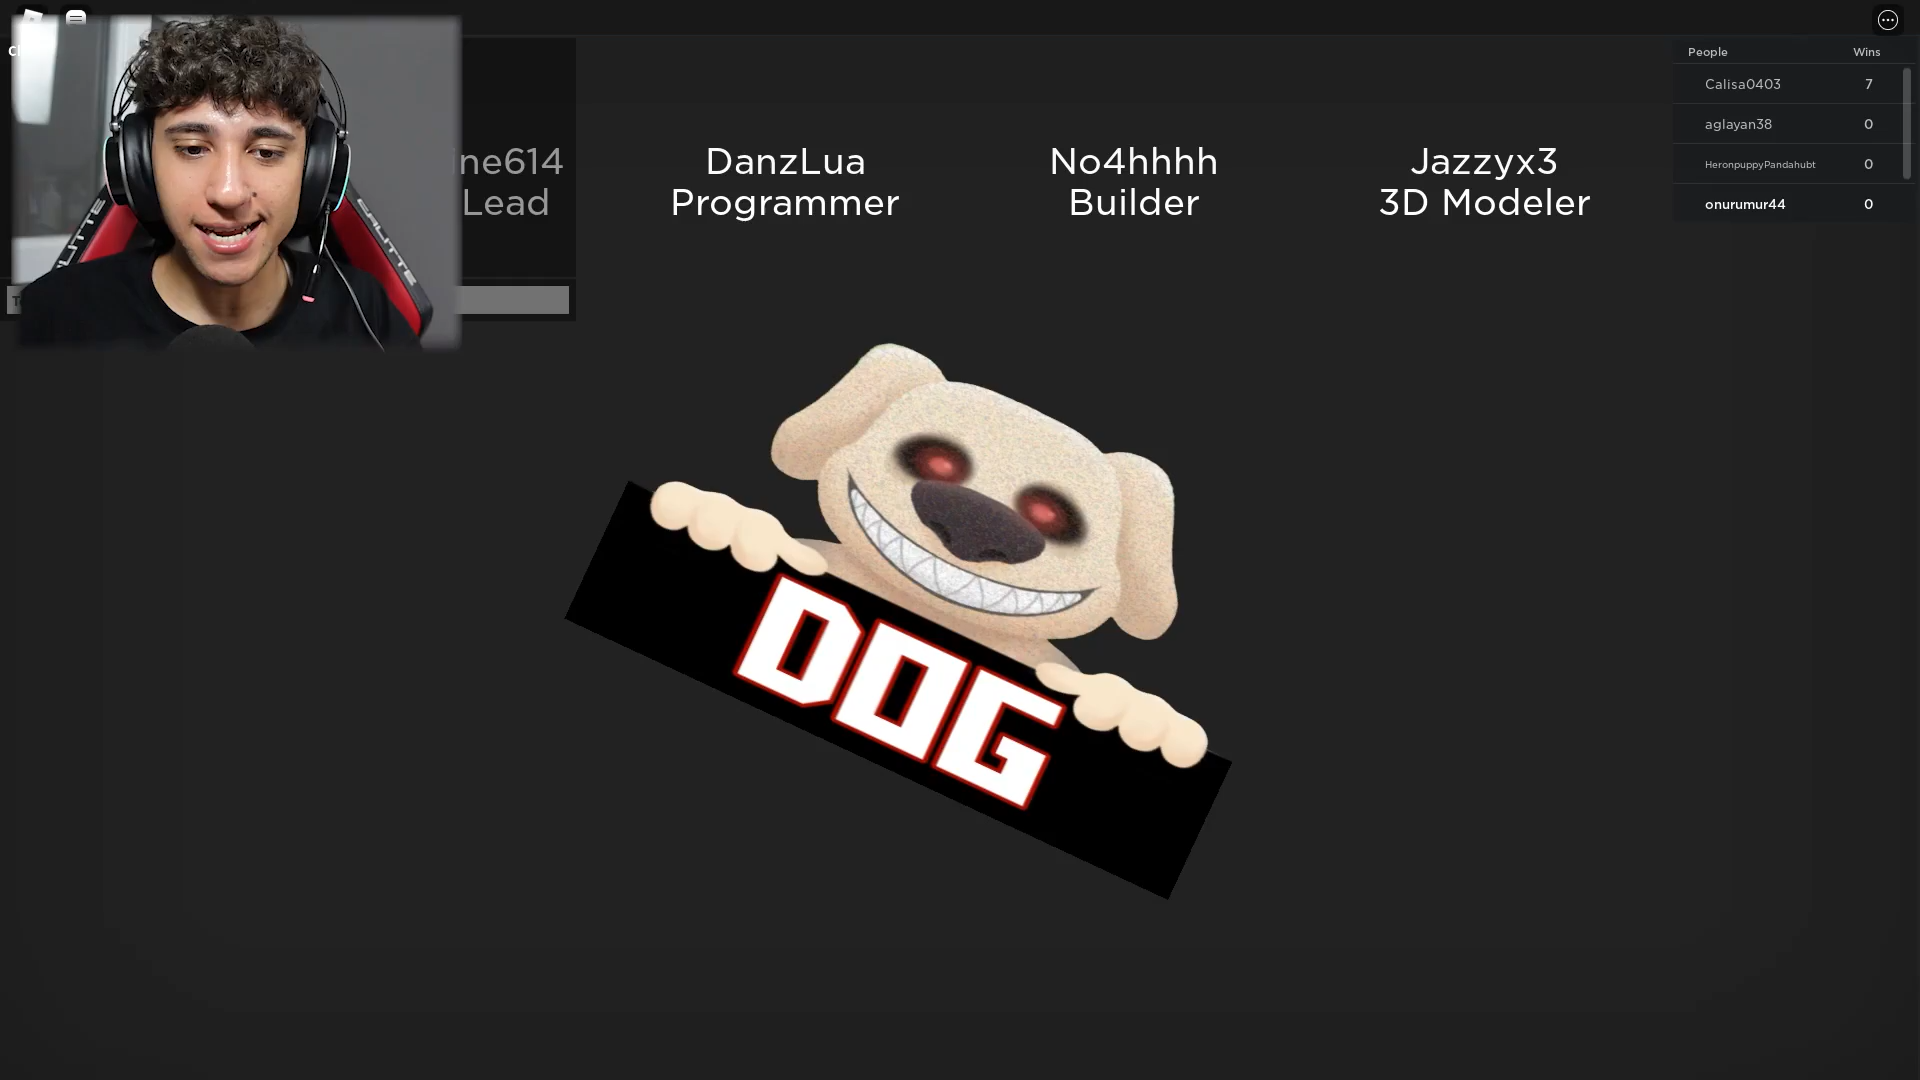 People Wins
Calisa0403 7
aglayan38 0
HeronpuppyPandahubt 0
onurumur44 0
DanzLua
Programmer
No4hhhh
Builder
Jazzyx3
3D Modeler
Lead
DOG